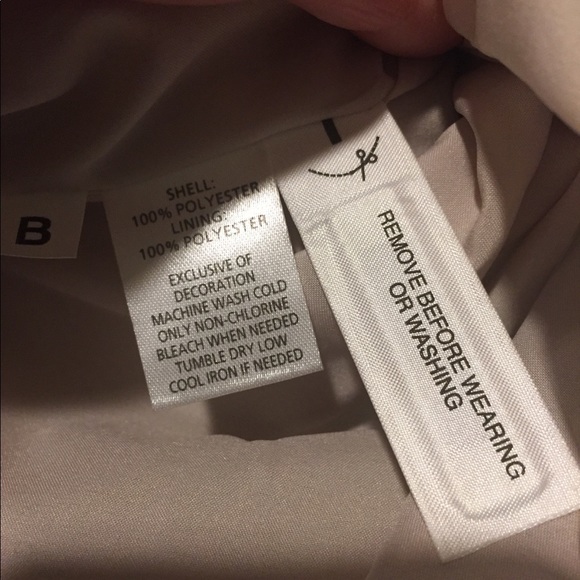 B
SHELL:
100% POLYESTER
LINING:
100% POLYESTER
EXCLUSIVE OF
DECORATION
MACHINE WASH COLD
ONLY NON-CHLORINE
BLEACH WHEN NEEDED
TUMBLE DRY LOW
COOL IRON IF NEEDED
REMOVE BEFORE WEARING
OR WASHING